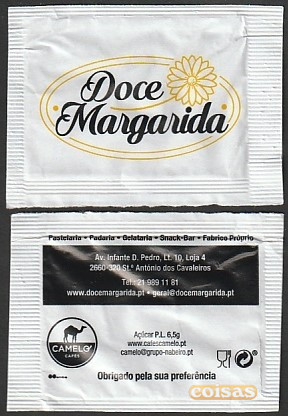 Doce
Margarida
Pastelaria • Padaria • Gelataria • Snack-Bar • Fabrico Próprio
Av. Infante D. Pedro, Lt. 10, Loja 4
2660-320 Stº António dos Cavaleiros
Tel.: 21 989 11 81
www.docemargarida.pt • geral@docemargarida.pt
CAMELO
CAFÉS
Açúcar P.L. 6,5g
www.cafescamelo.pt
camelo@grupo-nabeiro.pt
Obrigado pela sua preferência
coisas